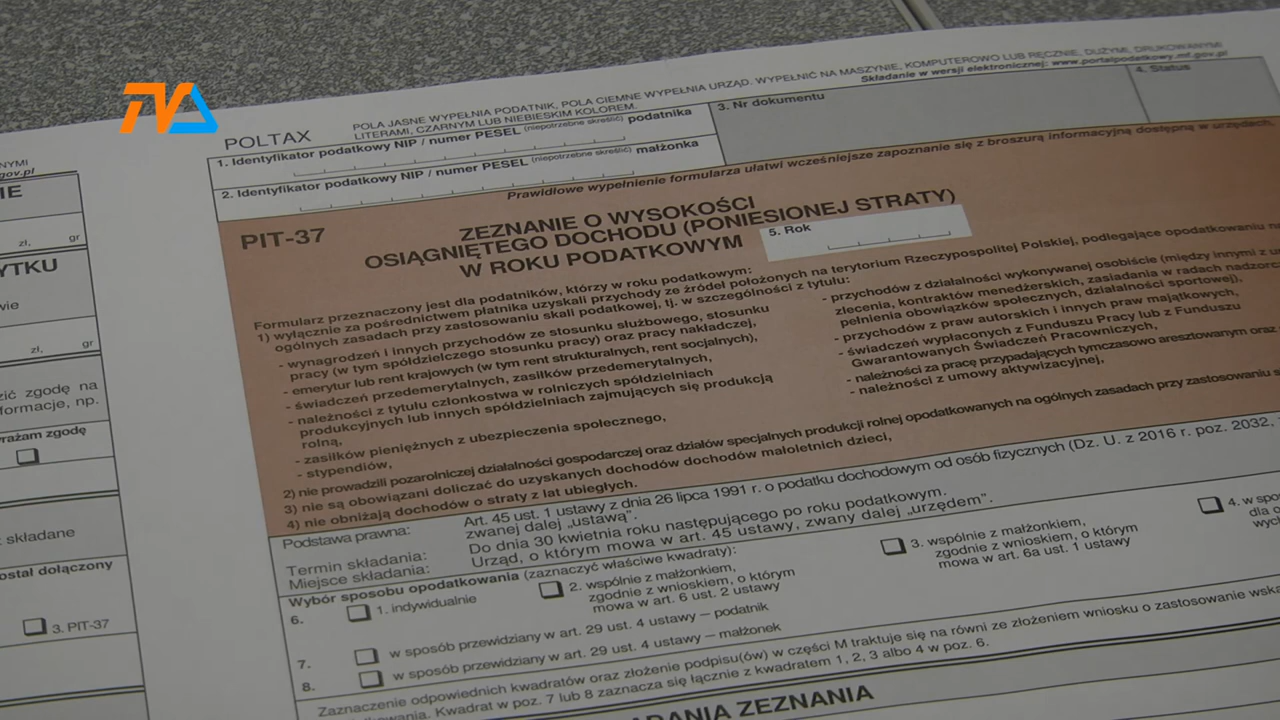 TVA
NYMI
gov.pl
IE
zł, gr
YTKU
wie
zł, gr
zić zgodę na
formacje, np.
rażam zgodę
składane
ostał dołączony
3. PIT-37
POLTAX
POLA JASNE WYPEŁNIA PODATNIK, POLA CIEMNE WYPEŁNIA URZĄD. WYPEŁNIĆ NA MASZYNIE, KOMPUTEROWO LUB RĘCZNIE, DUŻYMI, DRUKOWANYMI
LITERAMI, CZARNYM LUB NIEBIESKIM KOLOREM.
Składanie w wersji elektronicznej: www.portalpodatkowy.mf.gov.pl
1. Identyfikator podatkowy NIP / numer PESEL (niepotrzebne skreślić) podatnika
2. Identyfikator podatkowy NIP / numer PESEL (niepotrzebne skreślić) małżonka
3. Nr dokumentu
4. Status
Prawidłowe wypełnienie formularza ułatwi wcześniejsze zapoznanie się z broszurą informacyjną dostępną w urzędach.
PIT-37
ZEZNANIE O WYSOKOŚCI
OSIĄGNIĘTEGO DOCHODU (PONIESIONEJ STRATY)
W ROKU PODATKOWYM
5. Rok
Formularz przeznaczony jest dla podatników, którzy w roku podatkowym:
1) wyłącznie za pośrednictwem płatnika uzyskali przychody ze źródeł położonych na terytorium Rzeczypospolitej Polskiej, podlegające opodatkowaniu na
ogólnych zasadach przy zastosowaniu skali podatkowej, tj. w szczególności z tytułu:
- wynagrodzeń i innych przychodów ze stosunku służbowego, stosunku
pracy (w tym spółdzielczego stosunku pracy) oraz pracy nakładczej,
- emerytur lub rent krajowych (w tym rent strukturalnych, rent socjalnych),
- świadczeń przedemerytalnych, zasiłków przedemerytalnych,
- należności z tytułu członkostwa w rolniczych spółdzielniach
produkcyjnych lub innych spółdzielniach zajmujących się produkcją
rolną,
- zasiłków pieniężnych z ubezpieczenia społecznego,
- stypendiów,
- przychodów z działalności wykonywanej osobiście (między innymi z u
zlecenia, kontraktów menedżerskich, zasiadania w radach nadzorcz
pełnienia obowiązków społecznych, działalności sportowej),
- przychodów z praw autorskich i innych praw majątkowych,
- świadczeń wypłaconych z Funduszu Pracy lub z Funduszu
Gwarantowanych Świadczeń Pracowniczych,
- należności za pracę przypadających tymczasowo aresztowanym oraz
- należności z umowy aktywizacyjnej,
2) nie prowadzili pozarolniczej działalności gospodarczej oraz działów specjalnych produkcji rolnej opodatkowanych na ogólnych zasadach przy zastosowaniu s
3) nie są obowiązani doliczać do uzyskanych dochodów dochodów małoletnich dzieci,
4) nie obniżają dochodów o straty z lat ubiegłych.
Podstawa prawna: Art. 45 ust. 1 ustawy z dnia 26 lipca 1991 r. o podatku dochodowym od osób fizycznych (Dz. U. z 2016 r. poz. 2032,
zwanej dalej „ustawą”.
Termin składania: Do dnia 30 kwietnia roku następującego po roku podatkowym.
Miejsce składania: Urząd, o którym mowa w art. 45 ustawy, zwany dalej „urzędem”.
Wybór sposobu opodatkowania (zaznaczyć właściwe kwadraty):
6. 1. indywidualnie
2. wspólnie z małżonkiem,
zgodnie z wnioskiem, o którym
mowa w art. 6 ust. 2 ustawy
3. wspólnie z małżonkiem,
zgodnie z wnioskiem, o którym
mowa w art. 6a ust. 1 ustawy
4. w spo
dla o
wyc
7. w sposób przewidziany w art. 29 ust. 4 ustawy — podatnik
8. w sposób przewidziany w art. 29 ust. 4 ustawy — małżonek
Zaznaczenie odpowiednich kwadratów oraz złożenie podpisu(ów) w części M traktuje się na równi ze złożeniem wniosku o zastosowanie wska
kowania. Kwadrat w poz. 7 lub 8 zaznacza się łącznie z kwadratem 1, 2, 3 albo 4 w poz. 6.
ADANIA ZEZNANIA